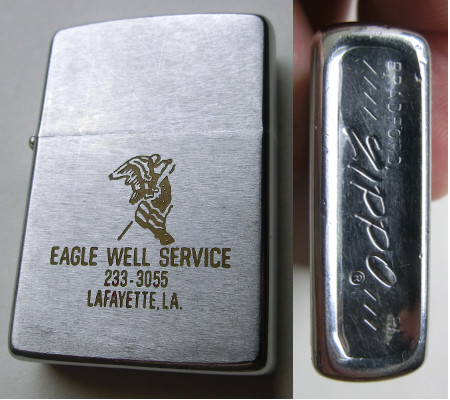 EAGLE WELL SERVICE
233-3055
LAFAYETTE, LA.
BRADFORD
//// Zippo® ///